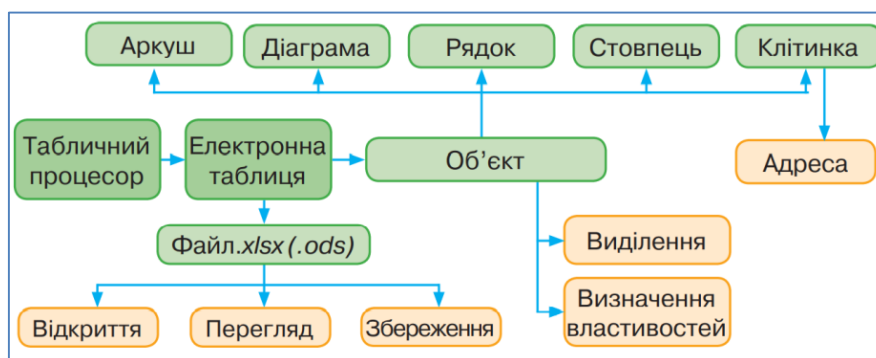 Аркуш
Діаграма
Рядок
Стовпець
Клітинка
Табличний
процесор
Електронна
таблиця
Об’єкт
Адреса
Файл.xlsx (.ods)
Виділення
Відкриття
Перегляд
Збереження
Визначення
властивостей